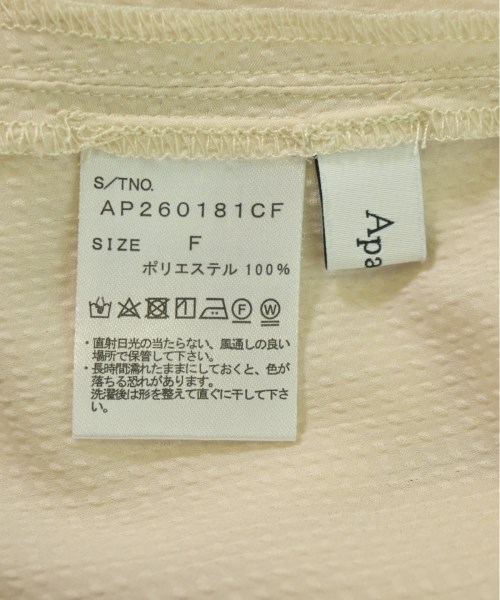 S/TNO.
AP260181CF
SIZE F
ポリエステル 100%
F W
・直射日光の当たらない、風通しの良い
場所で保管して下さい。
・長時間濡れたままにしておくと、色が
落ちる恐れがあります。
洗濯後は形を整えて直ぐに干して下さ
い。
Apa